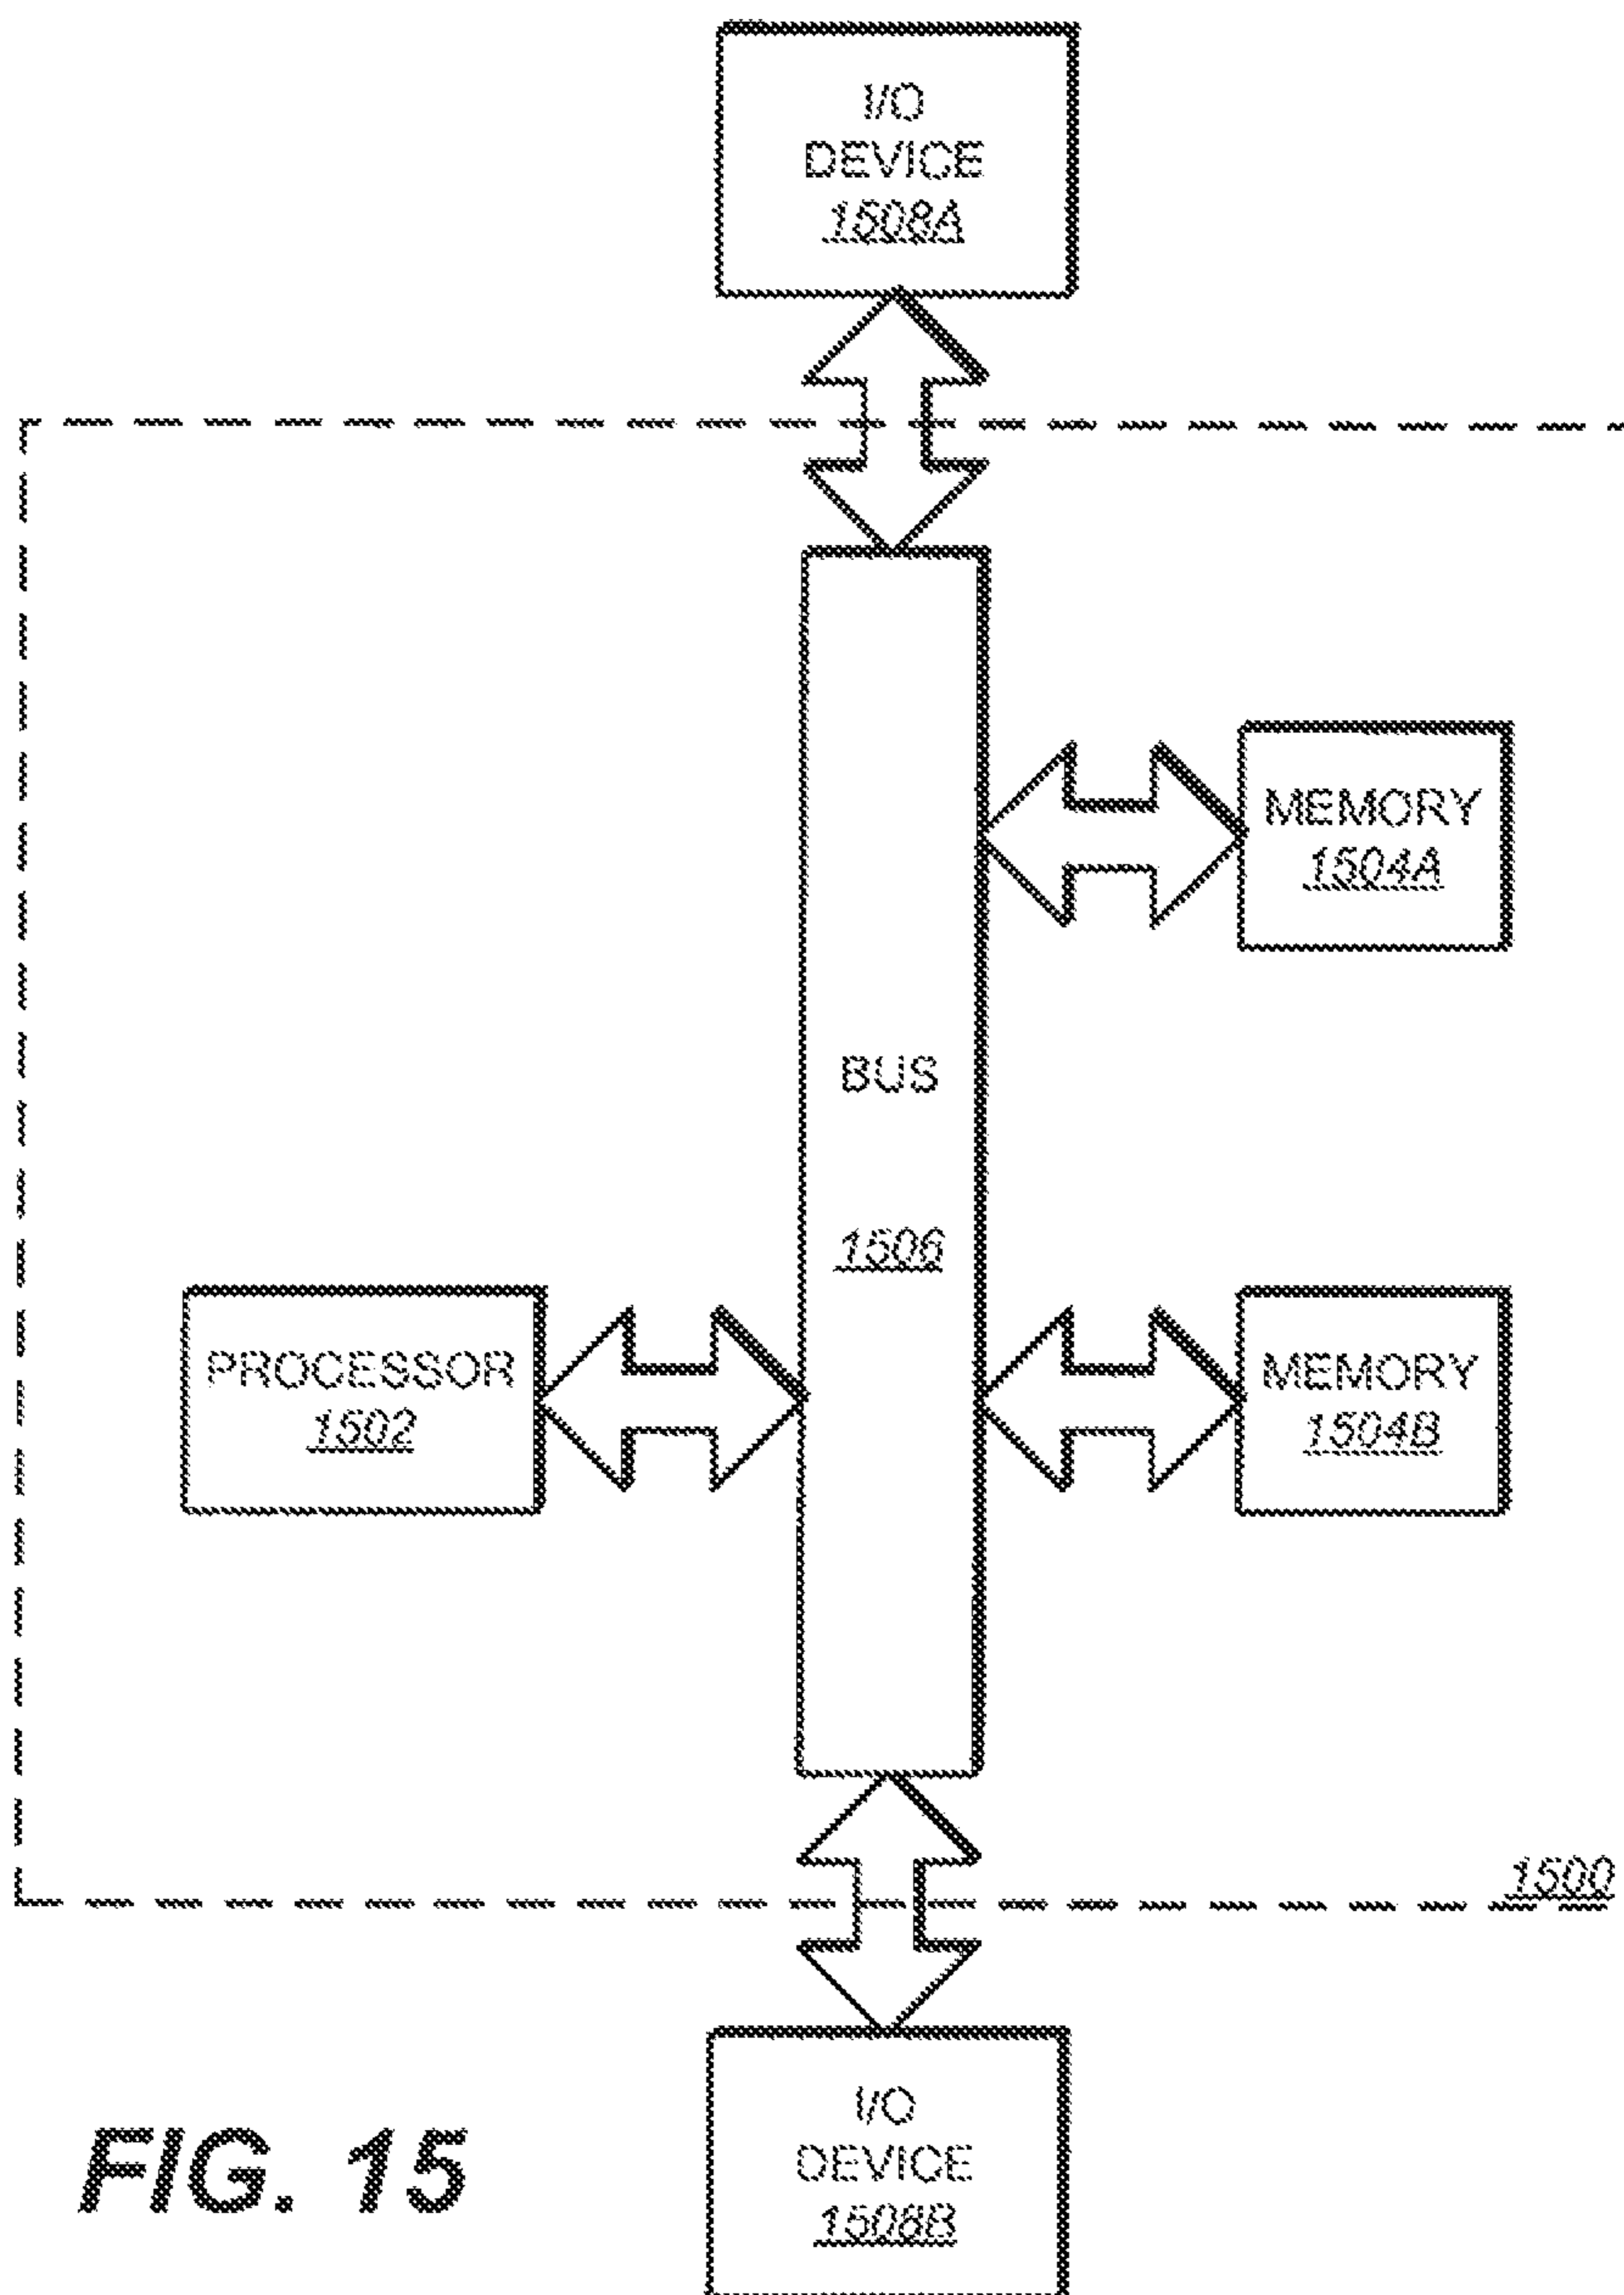 I/O
DEVICE
1508A
MEMORY
1504A
BUS
1506
PROCESSOR
1502
MEMORY
1504B
1500
I/O
DEVICE
1508B
FIG. 15